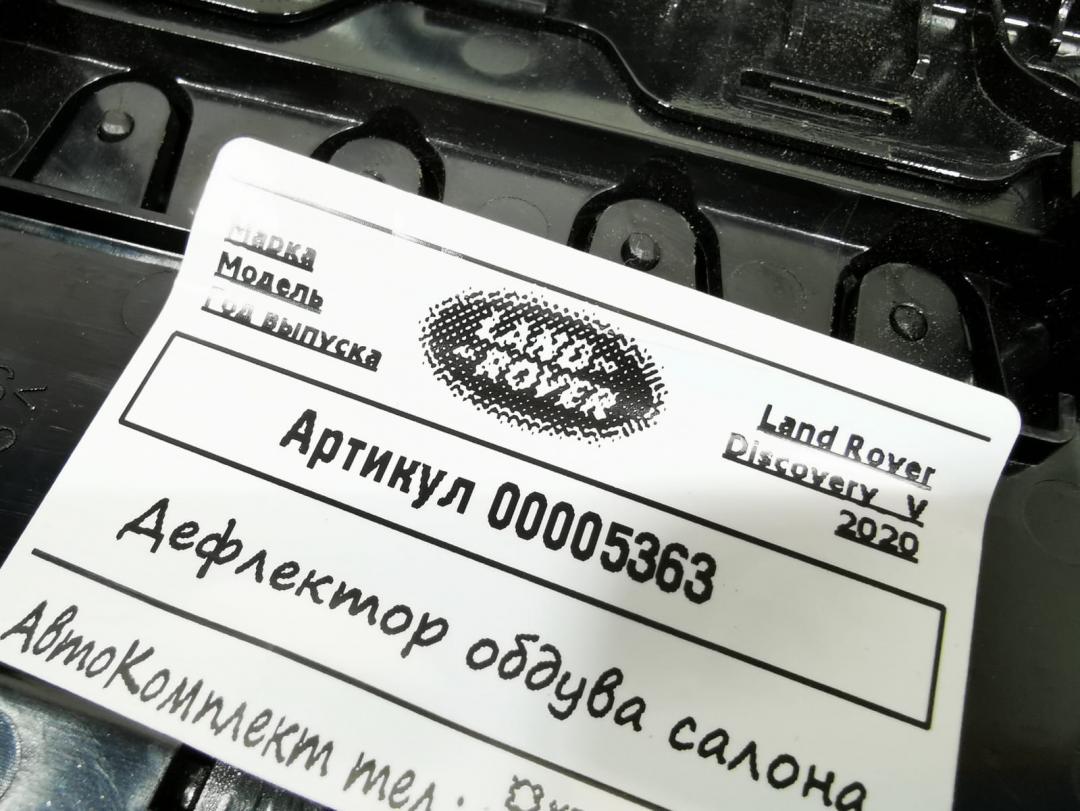 Марка
Модель
Год выпуска
LAND-
-ROVER
Land Rover
Discovery V
2020
Артикул 00005363
Дефлектор обдува салона
АвтоКомплект тел.